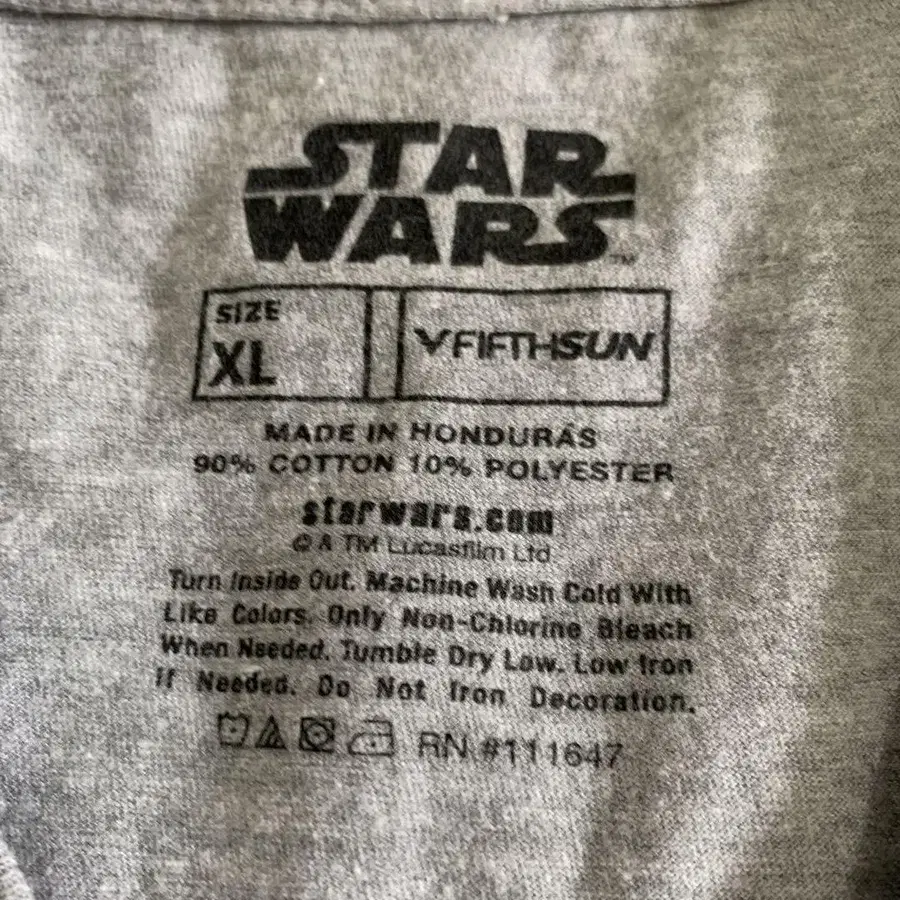 STAR
WARS™
SIZE
XL
FIFTHSUN
MADE IN HONDURAS
90% COTTON 10% POLYESTER
starwars.com
© & TM Lucasfilm Ltd
Turn Inside Out. Machine Wash Cold With
Like Colors. Only Non-Chlorine Bleach
When Needed. Tumble Dry Low. Low Iron
If Needed. Do Not Iron Decoration.
RN #111647